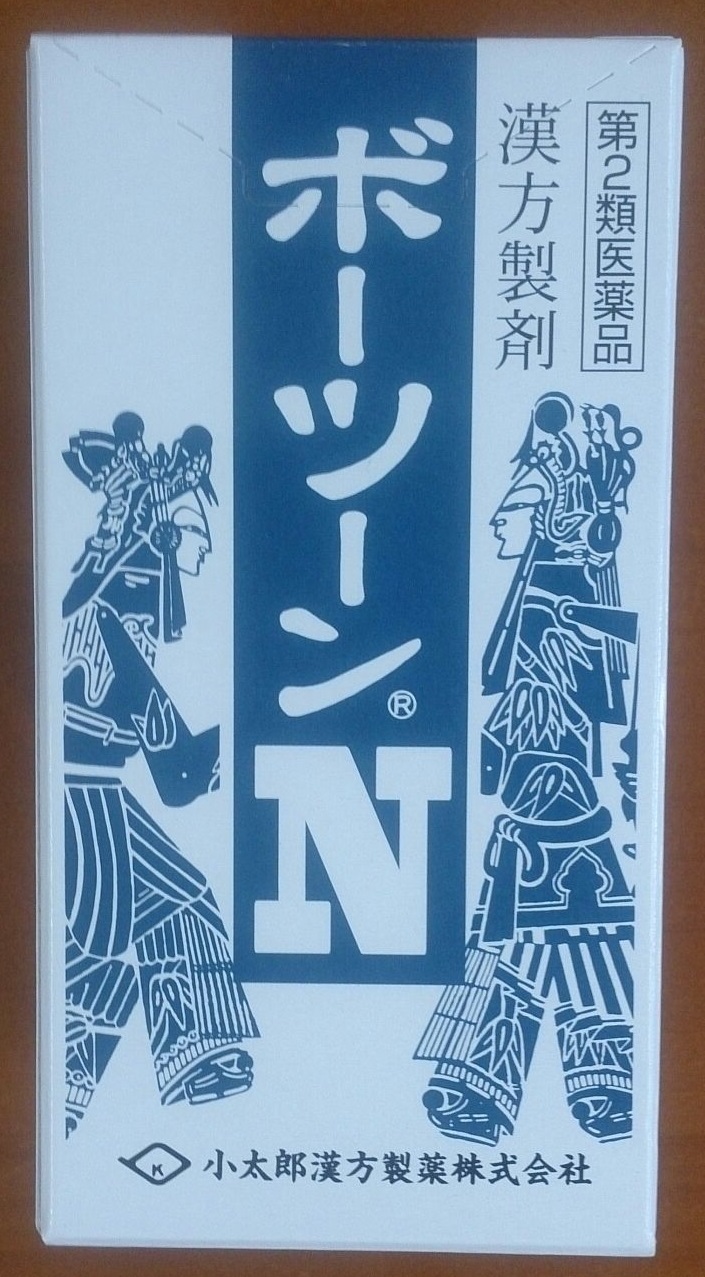 第2類医薬品
漢方製剤
ボーツーン®
N
K
小太郎漢方製薬株式会社